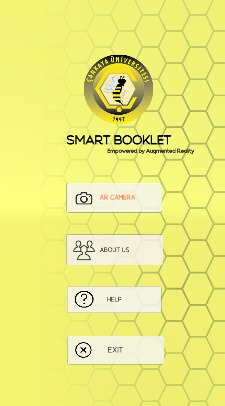 ÇANKAYA ÜNİVERSİTESİ
1997
SMART BOOKLET
Empowered by Augmented Reality
AR CAMERA
ABOUT US
HELP
EXIT